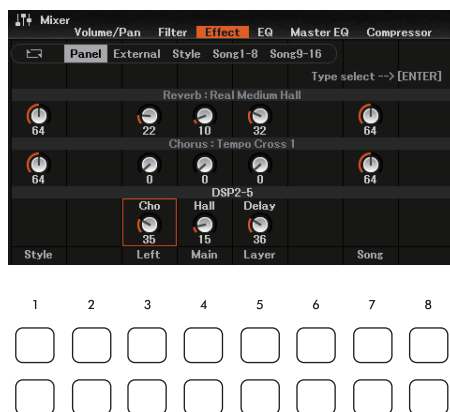 Mixer
Volume/Pan Filter Effect EQ Master EQ Compressor
Panel External Style Song1-8 Song9-16
Type select --> [ENTER]
Reverb : Real Medium Hall
64 22 10 32 64
Chorus : Tempo Cross 1
64 0 0 0 64
DSP2-5
Cho Hall Delay
35 15 36
Style Left Main Layer Song
1 2 3 4 5 6 7 8